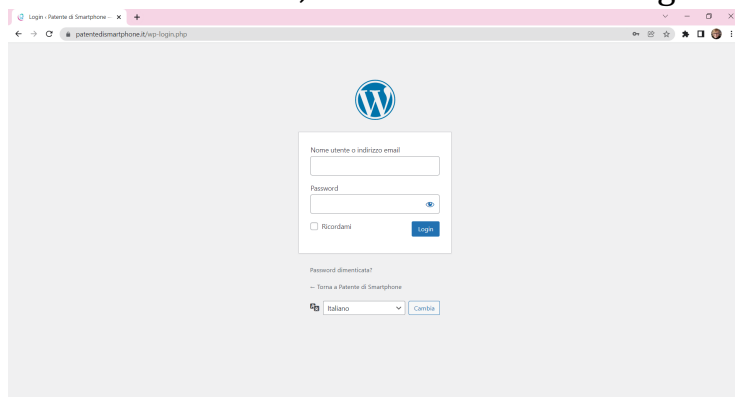 Login ‹ Patente di Smartphone —
patentedismartphone.it/wp-login.php
Nome utente o indirizzo email
Password
Ricordami
Login
Password dimenticata?
← Torna a Patente di Smartphone
Italiano
Cambia